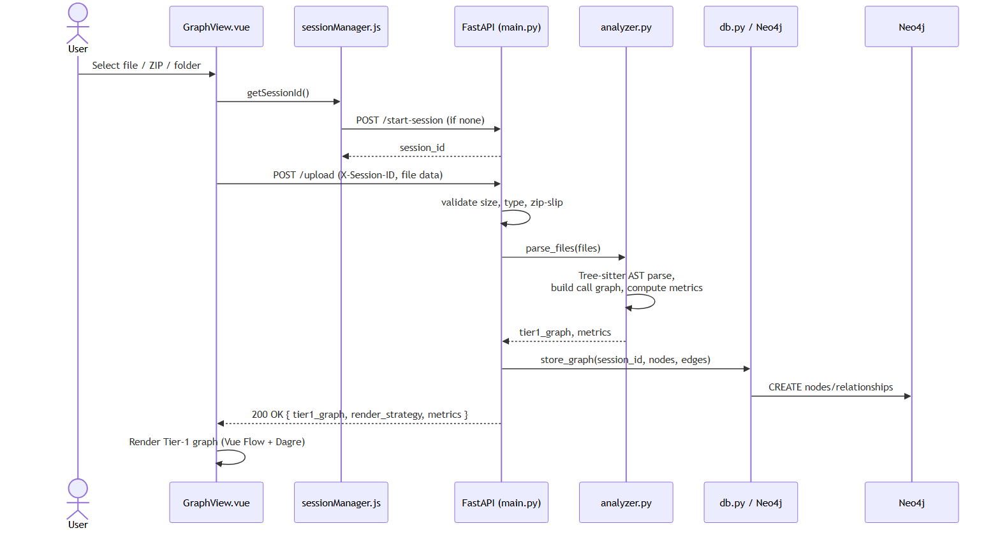 GraphView.vue
sessionManager.js
FastAPI (main.py)
analyzer.py
db.py / Neo4j
Neo4j
User
Select file / ZIP / folder
getSessionId()
POST /start-session (if none)
session_id
POST /upload (X-Session-ID, file data)
validate size, type, zip-slip
parse_files(files)
Tree-sitter AST parse,
build call graph, compute metrics
tier1_graph, metrics
store_graph(session_id, nodes, edges)
CREATE nodes/relationships
200 OK { tier1_graph, render_strategy, metrics }
Render Tier-1 graph (Vue Flow + Dagre)
GraphView.vue
sessionManager.js
FastAPI (main.py)
analyzer.py
db.py / Neo4j
Neo4j
User